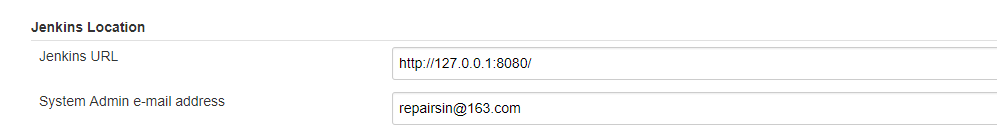 Jenkins Location
Jenkins URL http://127.0.0.1:8080/
System Admin e-mail address repairsin@163.com